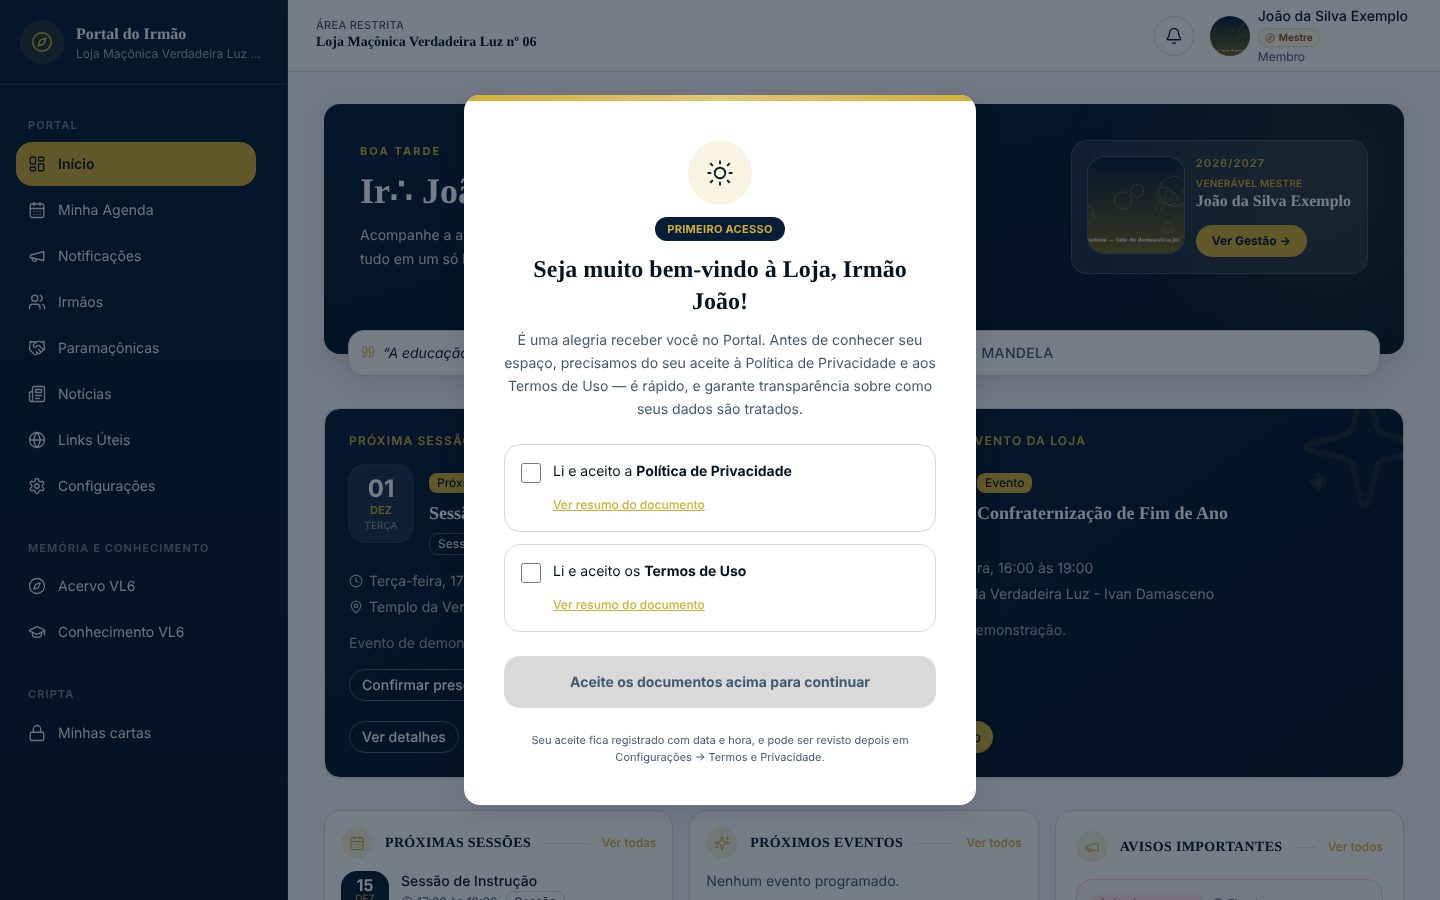 Portal do Irmão
Loja Maçônica Verdadeira Luz ...
PORTAL
Início
Minha Agenda
Notificações
Irmãos
Paramaçônicas
Notícias
Links Úteis
Configurações
MEMÓRIA E CONHECIMENTO
Acervo VL6
Conhecimento VL6
CRIPTA
Minhas cartas
ÁREA RESTRITA
Loja Maçônica Verdadeira Luz nº 06
João da Silva Exemplo
Mestre
Membro
BOA TARDE
Ir∴
Acompanhe a
tudo em um só
2026/2027
VENERÁVEL MESTRE
João da Silva Exemplo
Ver Gestão →
“A educação
MANDELA
PRIMEIRO ACESSO
Seja muito bem-vindo à Loja, Irmão
João!
É uma alegria receber você no Portal. Antes de conhecer seu
espaço, precisamos do seu aceite à Política de Privacidade e aos
Termos de Uso — é rápido, e garante transparência sobre como
seus dados são tratados.
Li e aceito a Política de Privacidade
Ver resumo do documento
Li e aceito os Termos de Uso
Ver resumo do documento
Aceite os documentos acima para continuar
Seu aceite fica registrado com data e hora, e pode ser revisto depois em
Configurações → Termos e Privacidade.
PRÓXIMA
01
DEZ
TERÇA
Terça-feira, 17
Templo da
Evento de
Confirmar
Ver detalhes
DA LOJA
Evento
Confraternização de Fim de Ano
16:00 às 19:00
Verdadeira Luz - Ivan Damasceno
PRÓXIMAS SESSÕES
Ver todas
15
DEZ
Sessão de Instrução
PRÓXIMOS EVENTOS
Ver todos
Nenhum evento programado.
AVISOS IMPORTANTES
Ver todos